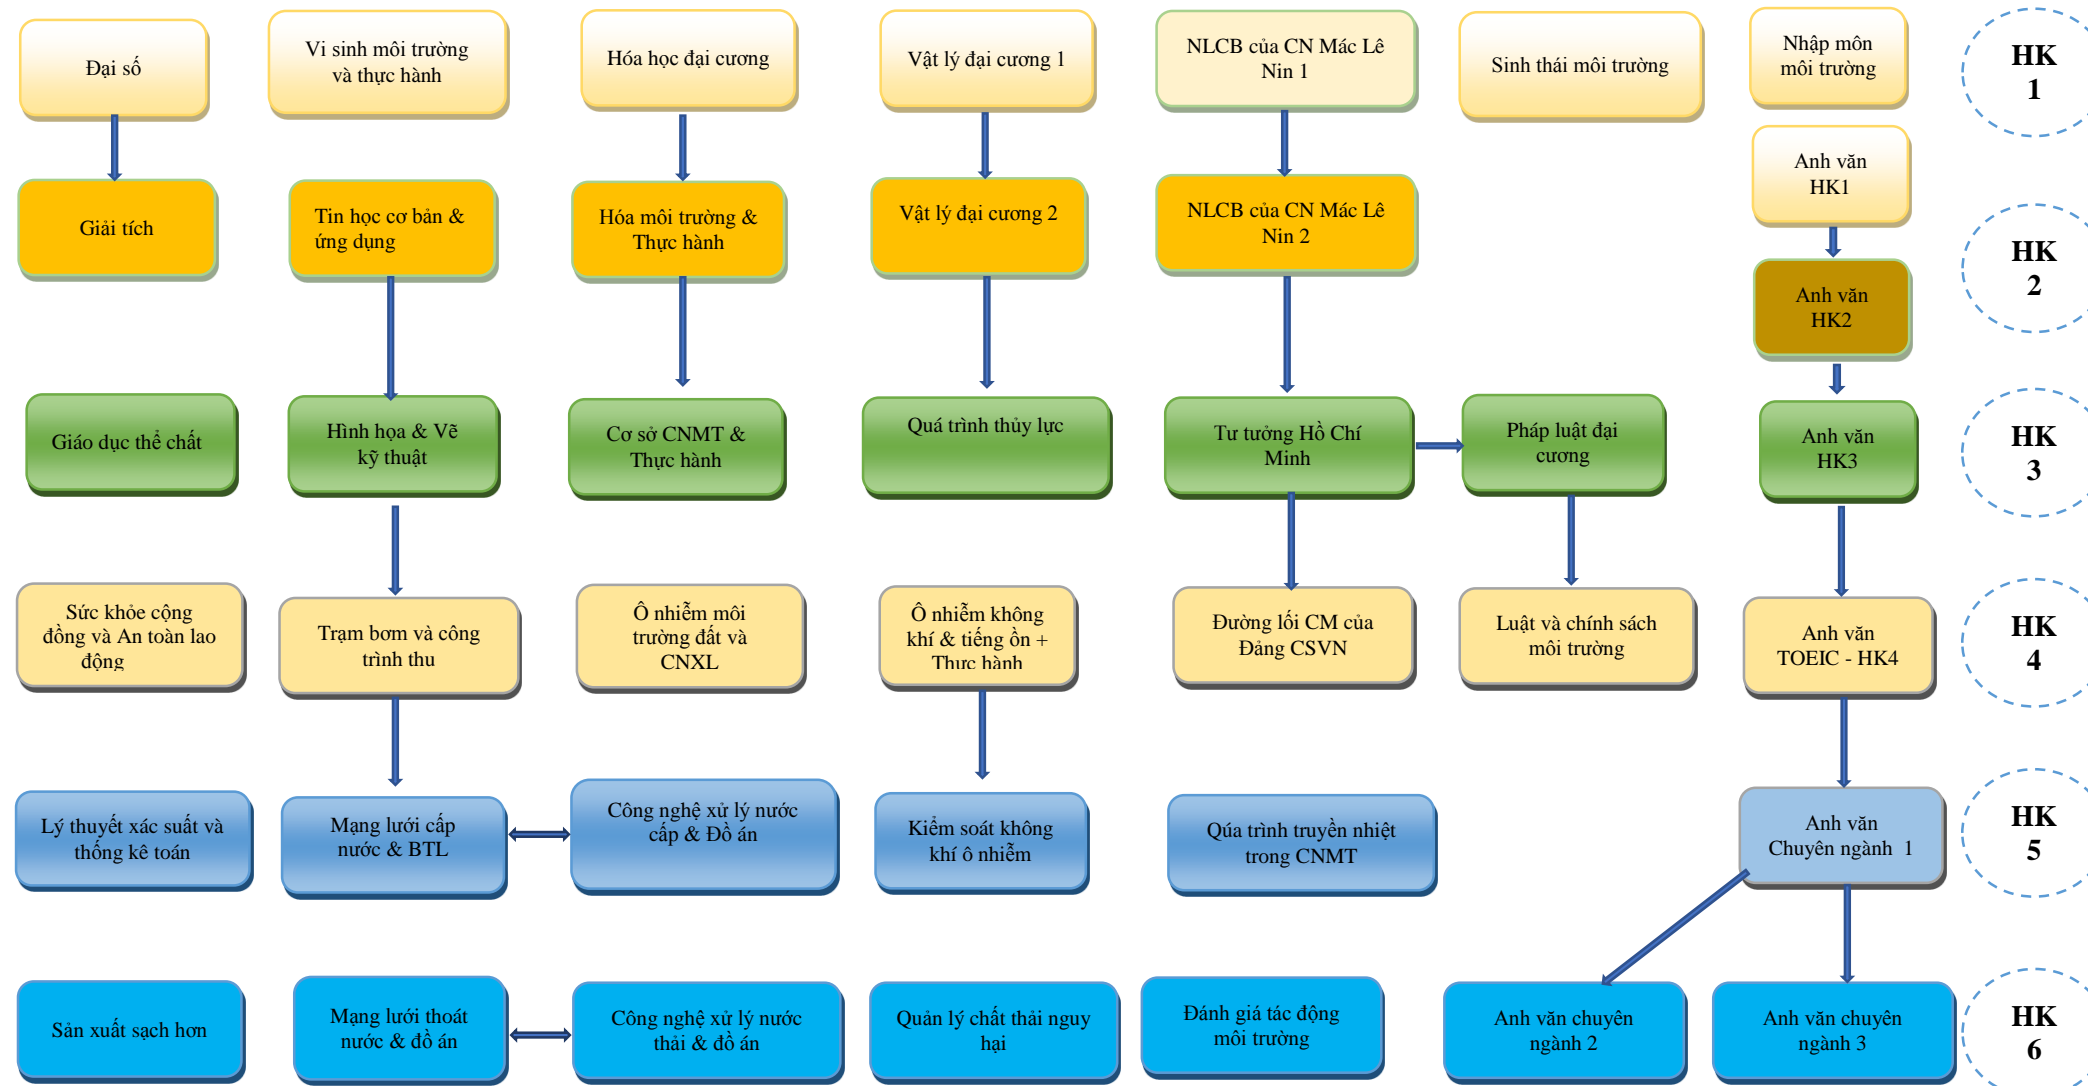 Đại số
Vi sinh môi trường
và thực hành
Hóa học đại cương
Vật lý đại cương 1
NLCB của CN Mác Lê
Nin 1
Sinh thái môi trường
Nhập môn
môi trường
HK
1
Anh văn
HK1
Giải tích
Tin học cơ bản &
ứng dụng
Hóa môi trường &
Thực hành
Vật lý đại cương 2
NLCB của CN Mác Lê
Nin 2
Anh văn
HK2
HK
2
Giáo dục thể chất
Hình họa & Vẽ
kỹ thuật
Cơ sở CNMT &
Thực hành
Quá trình thủy lực
Tư tưởng Hồ Chí
Minh
Pháp luật đại
cương
Anh văn
HK3
HK
3
Sức khỏe cộng
đồng và An toàn lao
động
Trạm bơm và công
trình thu
Ô nhiễm môi
trường đất và
CNXL
Ô nhiễm không
khí & tiếng ồn +
Thực hành
Đường lối CM của
Đảng CSVN
Luật và chính sách
môi trường
Anh văn
TOEIC - HK4
HK
4
Lý thuyết xác suất và
thống kê toán
Mạng lưới cấp
nước & BTL
Công nghệ xử lý nước
cấp & Đồ án
Kiểm soát không
khí ô nhiễm
Qúa trình truyền nhiệt
trong CNMT
Anh văn
Chuyên ngành 1
HK
5
Sản xuất sạch hơn
Mạng lưới thoát
nước & đồ án
Công nghệ xử lý nước
thải & đồ án
Quản lý chất thải nguy
hại
Đánh giá tác động
môi trường
Anh văn chuyên
ngành 2
Anh văn chuyên
ngành 3
HK
6